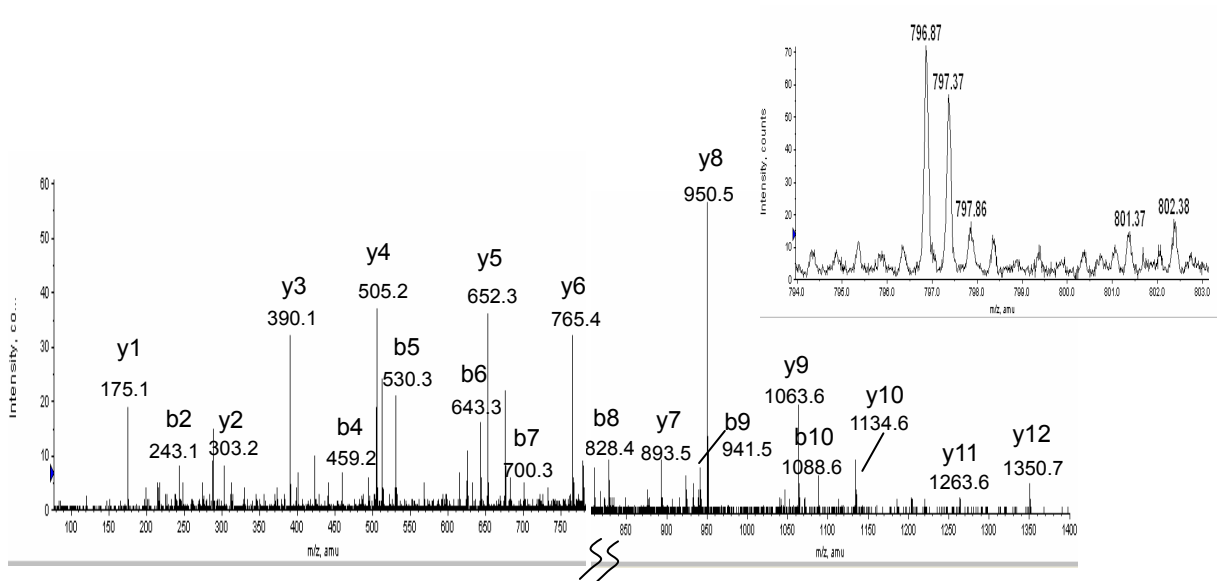 796.87
797.37
797.86
801.37
802.38
Intensity, counts
70
60
50
40
30
20
10
794.0 795.0 796.0 797.0 798.0 799.0 800.0 801.0 802.0 803.0
m/z, amu
Intensity, co...
60
50
40
30
20
10
0
y1
175.1
b2
243.1
y2
303.2
y3
390.1
b4
459.2
y4
505.2
b5
530.3
b6
643.3
y5
652.3
b7
700.3
y6
765.4
b8
828.4
y7
893.5
b9
941.5
y8
950.5
y9
1063.6
b10
1088.6
y10
1134.6
y11
1263.6
y12
1350.7
100 150 200 250 300 350 400 450 500 550 600 650 700 750
m/z, amu
850 900 950 1000 1050 1100 1150 1200 1250 1300 1350 1400
m/z, amu